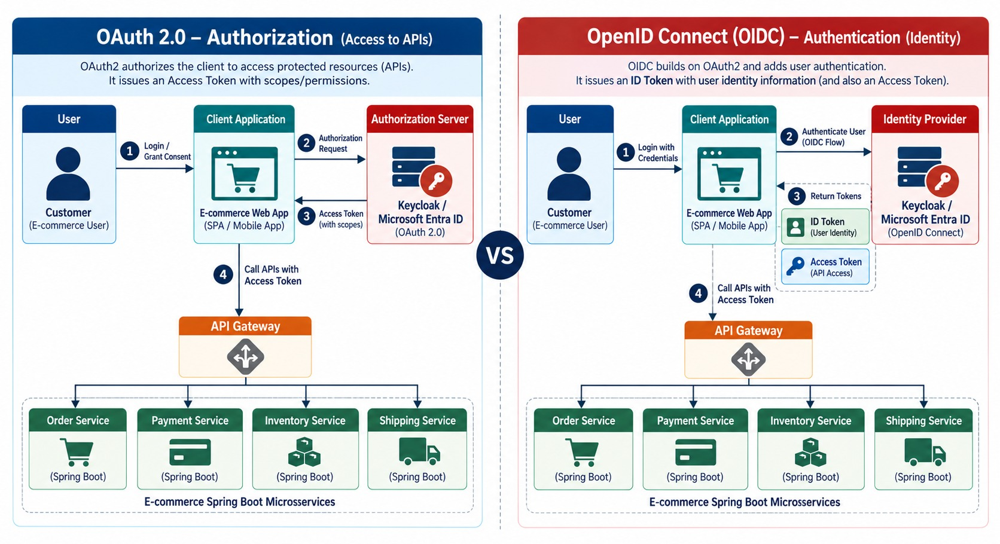 OAuth 2.0 – Authorization (Access to APIs)
OAuth2 authorizes the client to access protected resources (APIs).
It issues an Access Token with scopes/permissions.
User
Customer
(E-commerce User)
1
Login /
Grant Consent
Client Application
E-commerce Web App
(SPA / Mobile App)
2
Authorization
Request
3
Access Token
(with scopes)
Authorization Server
Keycloak /
Microsoft Entra ID
(OAuth 2.0)
4
Call APIs with
Access Token
API Gateway
Order Service
(Spring Boot)
Payment Service
(Spring Boot)
Inventory Service
(Spring Boot)
Shipping Service
(Spring Boot)
E-commerce Spring Boot Microservices
VS
OpenID Connect (OIDC) – Authentication (Identity)
OIDC builds on OAuth2 and adds user authentication.
It issues an ID Token with user identity information (and also an Access Token).
User
Customer
(E-commerce User)
1
Login with
Credentials
Client Application
E-commerce Web App
(SPA / Mobile App)
2
Authenticate User
(OIDC Flow)
3
Return Tokens
ID Token
(User Identity)
Access Token
(API Access)
Identity Provider
Keycloak /
Microsoft Entra ID
(OpenID Connect)
4
Call APIs with
Access Token
API Gateway
Order Service
(Spring Boot)
Payment Service
(Spring Boot)
Inventory Service
(Spring Boot)
Shipping Service
(Spring Boot)
E-commerce Spring Boot Microservices